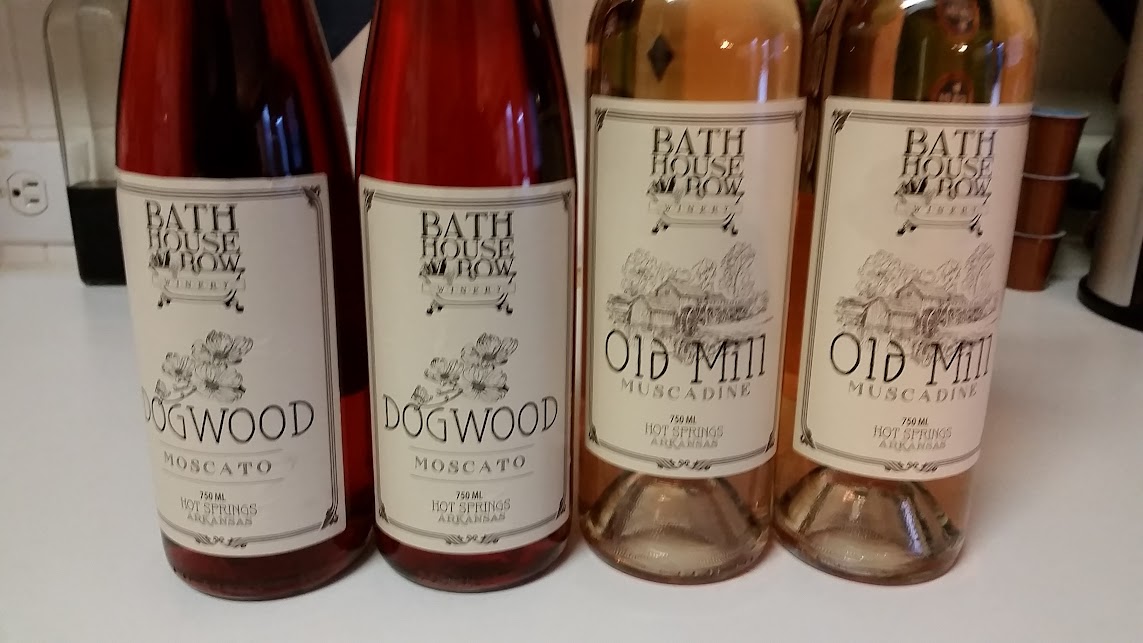 BATH
HOUSE
ROW
WINERY
DOGWOOD
MOSCATO
750 ML
HOT SPRINGS
ARKANSAS
BATH
HOUSE
ROW
WINERY
DOGWOOD
MOSCATO
750 ML
HOT SPRINGS
ARKANSAS
BATH
HOUSE
ROW
WINERY
Old Mill
MUSCADINE
750 ML
HOT SPRINGS
ARKANSAS
BATH
HOUSE
ROW
WINERY
Old Mill
MUSCADINE
750 ML
HOT SPRINGS
ARKANSAS